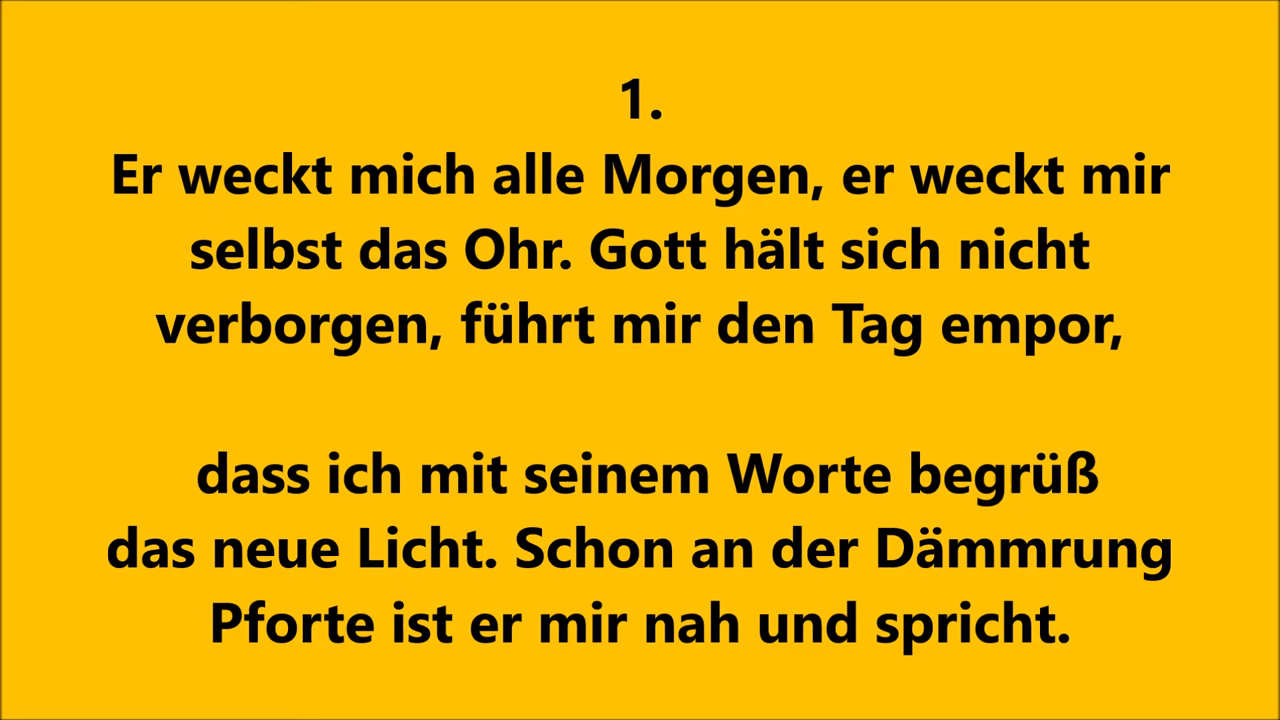 1.
Er weckt mich alle Morgen, er weckt mir
selbst das Ohr. Gott hält sich nicht
verborgen, führt mir den Tag empor,
dass ich mit seinem Worte begrüß
das neue Licht. Schon an der Dämmrung
Pforte ist er mir nah und spricht.